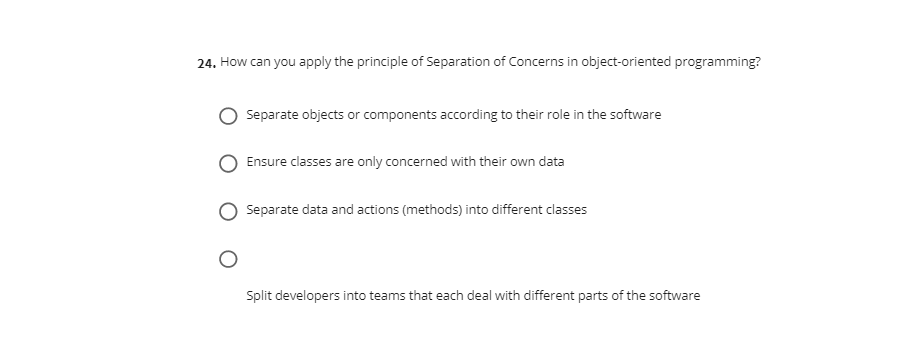 24. How can you apply the principle of Separation of Concerns in object-oriented programming?
Separate objects or components according to their role in the software
Ensure classes are only concerned with their own data
Separate data and actions (methods) into different classes
Split developers into teams that each deal with different parts of the software